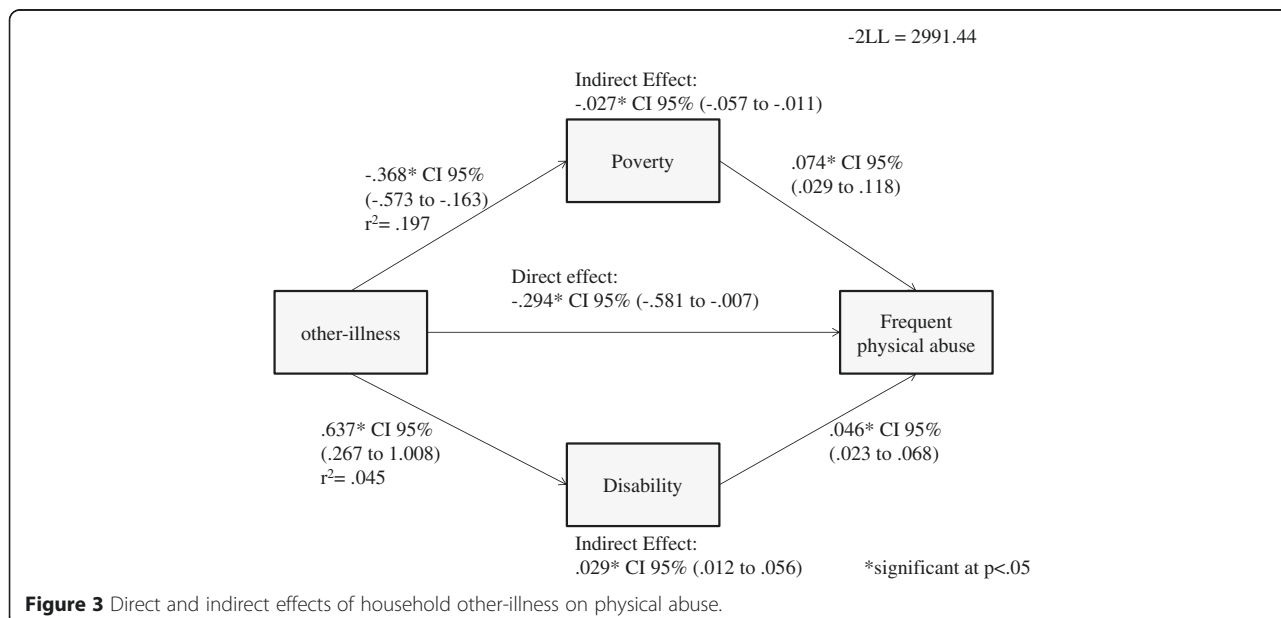 -2LL = 2991.44
Indirect Effect:
-.027* CI 95% (-.057 to -.011)
Poverty
-.368* CI 95%
(-.573 to -.163)
r²= .197
.074* CI 95%
(.029 to .118)
Direct effect:
-.294* CI 95% (-.581 to -.007)
other-illness
Frequent
physical abuse
.637* CI 95%
(.267 to 1.008)
r²= .045
.046* CI 95%
(.023 to .068)
Disability
Indirect Effect:
.029* CI 95% (.012 to .056)
*significant at p<.05
Figure 3 Direct and indirect effects of household other-illness on physical abuse.